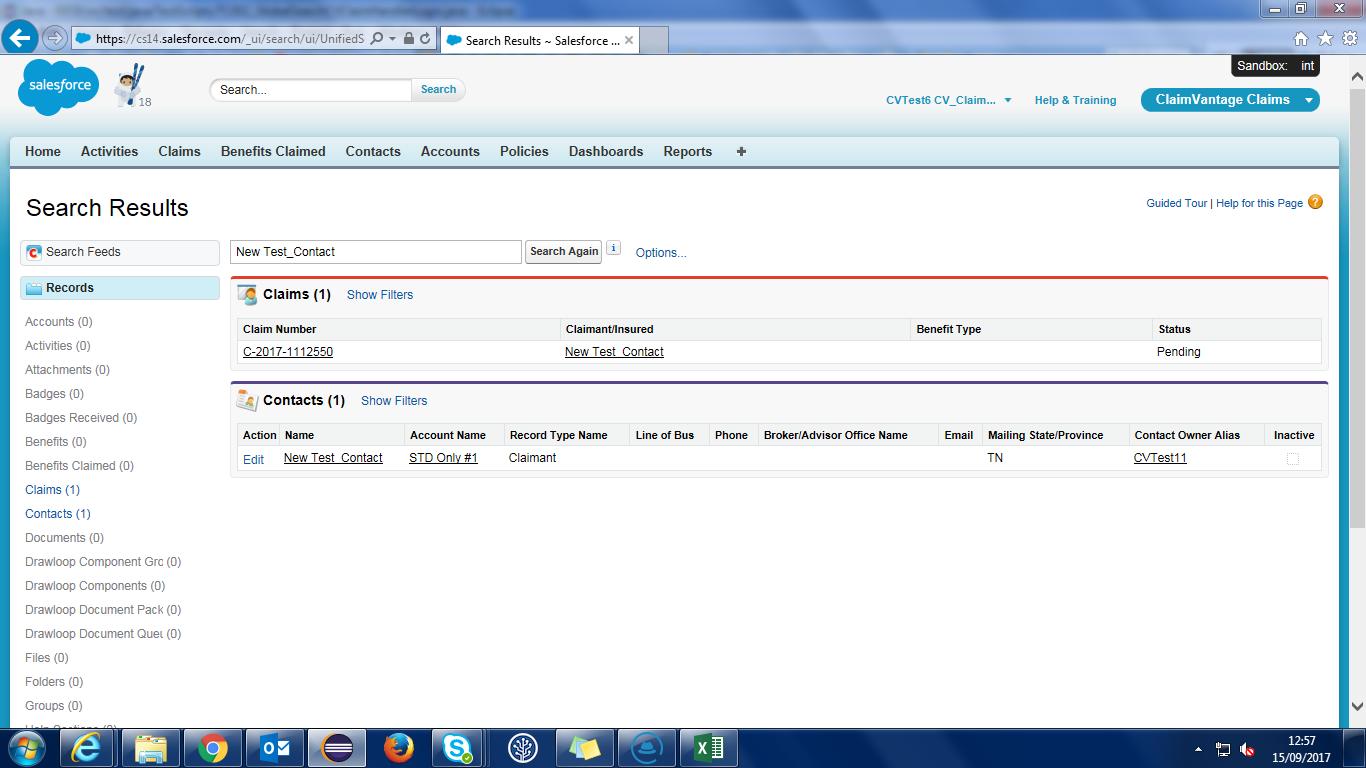 https://cs14.salesforce.com/_ui/search/ui/UnifiedS
Search Results ~ Salesforce ...
Sandbox: int
salesforce
18
Search...
Search
CVTest6 CV_Claim...
Help & Training
ClaimVantage Claims
Home Activities Claims Benefits Claimed Contacts Accounts Policies Dashboards Reports +
Search Results
Guided Tour | Help for this Page ?
Search Feeds
New Test_Contact
Search Again
i
Options...
Records
Accounts (0)
Activities (0)
Attachments (0)
Badges (0)
Badges Received (0)
Benefits (0)
Benefits Claimed (0)
Claims (1)
Contacts (1)
Documents (0)
Drawloop Component Grc (0)
Drawloop Components (0)
Drawloop Document Pack (0)
Drawloop Document Queu (0)
Files (0)
Folders (0)
Groups (0)
Help Sections (0)
Claims (1) Show Filters
Claim Number Claimant/Insured Benefit Type Status
C-2017-1112550 New Test_Contact Pending
Contacts (1) Show Filters
Action Name Account Name Record Type Name Line of Bus Phone Broker/Advisor Office Name Email Mailing State/Province Contact Owner Alias Inactive
Edit New Test_Contact STD Only #1 Claimant TN CVTest11
12:57
15/09/2017